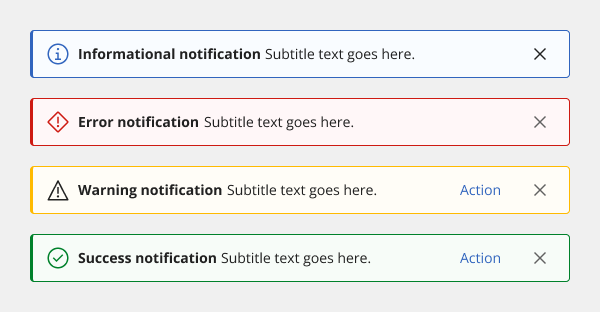 Informational notification Subtitle text goes here.
Error notification Subtitle text goes here.
Warning notification Subtitle text goes here. Action
Success notification Subtitle text goes here. Action